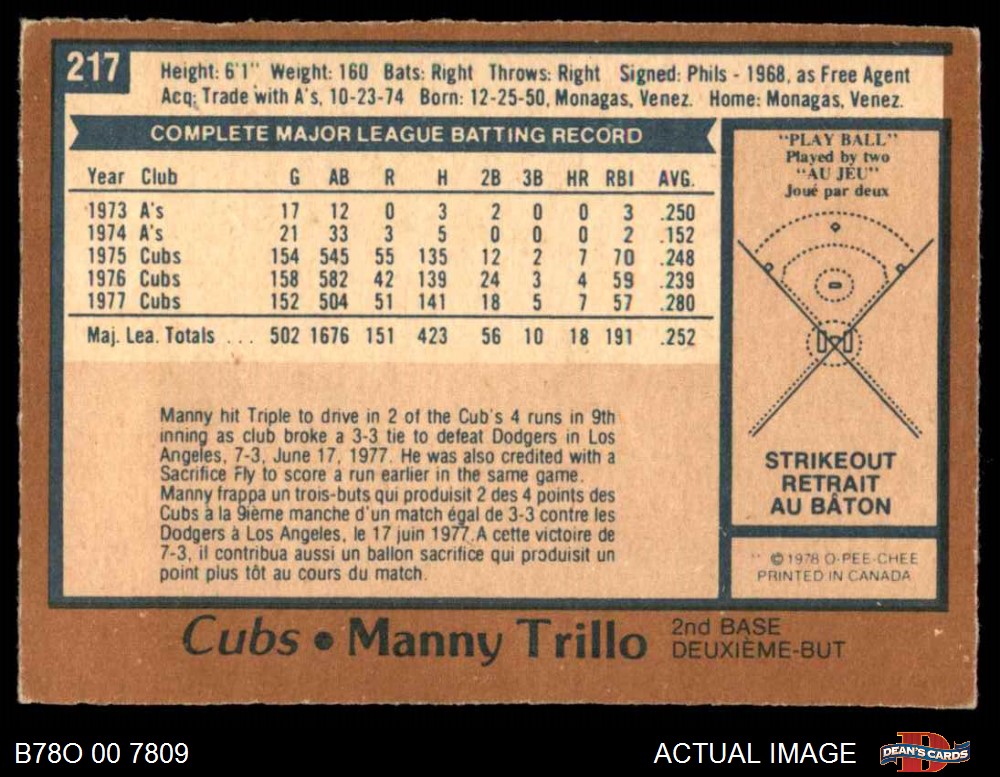 217
Height: 6'1" Weight: 160 Bats: Right Throws: Right Signed: Phils - 1968, as Free Agent
Acq: Trade with A's, 10-23-74 Born: 12-25-50, Monagas, Venez. Home: Monagas, Venez.
COMPLETE MAJOR LEAGUE BATTING RECORD
Year Club G AB R H 2B 3B HR RBI AVG.
1973 A's 17 12 0 3 2 0 0 3 .250
1974 A's 21 33 3 5 0 0 0 2 .152
1975 Cubs 154 545 55 135 12 2 7 70 .248
1976 Cubs 158 582 42 139 24 3 4 59 .239
1977 Cubs 152 504 51 141 18 5 7 57 .280
Maj. Lea. Totals . . . 502 1676 151 423 56 10 18 191 .252
Manny hit Triple to drive in 2 of the Cub's 4 runs in 9th
inning as club broke a 3-3 tie to defeat Dodgers in Los
Angeles, 7-3, June 17, 1977. He was also credited with a
Sacrifice Fly to score a run earlier in the same game.
Manny frappa un trois-buts qui produisit 2 des 4 points des
Cubs à la 9ième manche d'un match égal de 3-3 contre les
Dodgers à Los Angeles, le 17 juin 1977. A cette victoire de
7-3, il contribua aussi un ballon sacrifice qui produisit un
point plus tôt au cours du match.
"PLAY BALL"
Played by two
"AU JEU"
Joué par deux
STRIKEOUT
RETRAIT
AU BÂTON
** © 1978 O-PEE-CHEE
PRINTED IN CANADA
Cubs • Manny Trillo
2nd BASE
DEUXIÈME-BUT
B78O 00 7809
ACTUAL IMAGE
D
DEAN'S CARDS